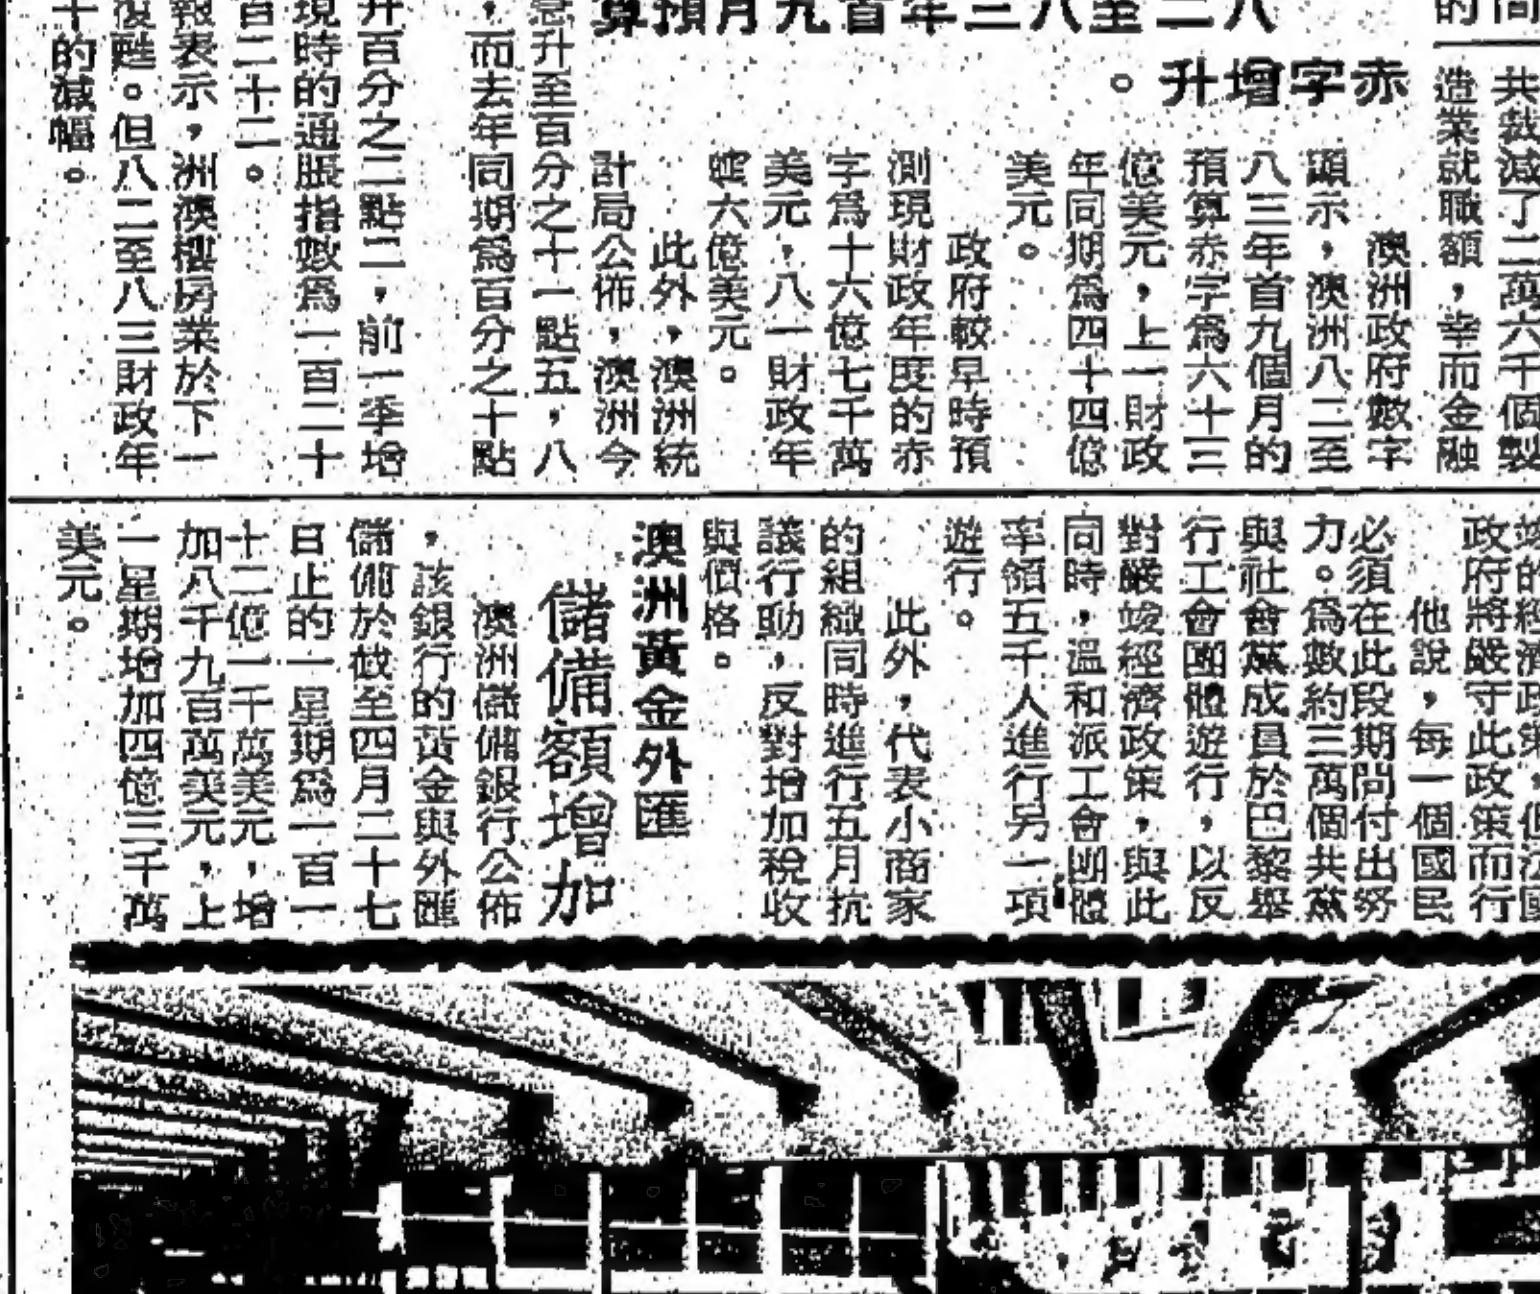 共裁減了二萬六千個製
造業就職額，幸而金融
八二至八三年首九月預算
赤字增升。
澳洲政府數字
顯示，澳洲八二至
八三年首九個月的
預算赤字為六十三
億美元，上一財政
年同期為四十四億
美元。
政府較早時預
測現財政年度的赤
字為十六億七千萬
美元，八一財政年
六億美元。
此外，澳洲統
計局公佈，澳洲今
急升至百分之十一點五，八
，而去年同期為百分之十點
升百分之二點二，前一季增
現時的通脹指數為一百二十
百二十二。
報表示，洲澳樓房業於下一
復甦。但八二至八三財政年
十的減幅。
政府將嚴守此政策而行
他說，每一個國民
必須在此段期間付出努
力。為數約三萬個共黨
與社會黨成員於巴黎舉
行工會團體遊行，以反
對嚴峻經濟政策，與此
同時，溫和派工會團體
率領五千人進行另一項
遊行。
此外，代表小商家
的組織同時進行五月抗
議行動，反對增加稅收
與價格。
澳洲黃金外匯
儲備額增加
澳洲儲備銀行公佈
，該銀行的黃金與外匯
儲備於截至四月二十七
日止的一星期為一百一
十二億一千萬美元，增
加八千九百萬美元，上
一星期增加四億三千萬
美元。